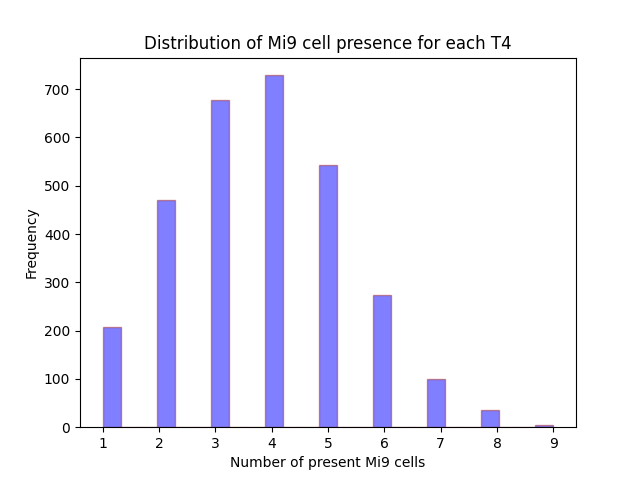 Distribution of Mi9 cell presence for each T4
700
600
500
400
300
200
100
0
Frequency
1 2 3 4 5 6 7 8 9
Number of present Mi9 cells